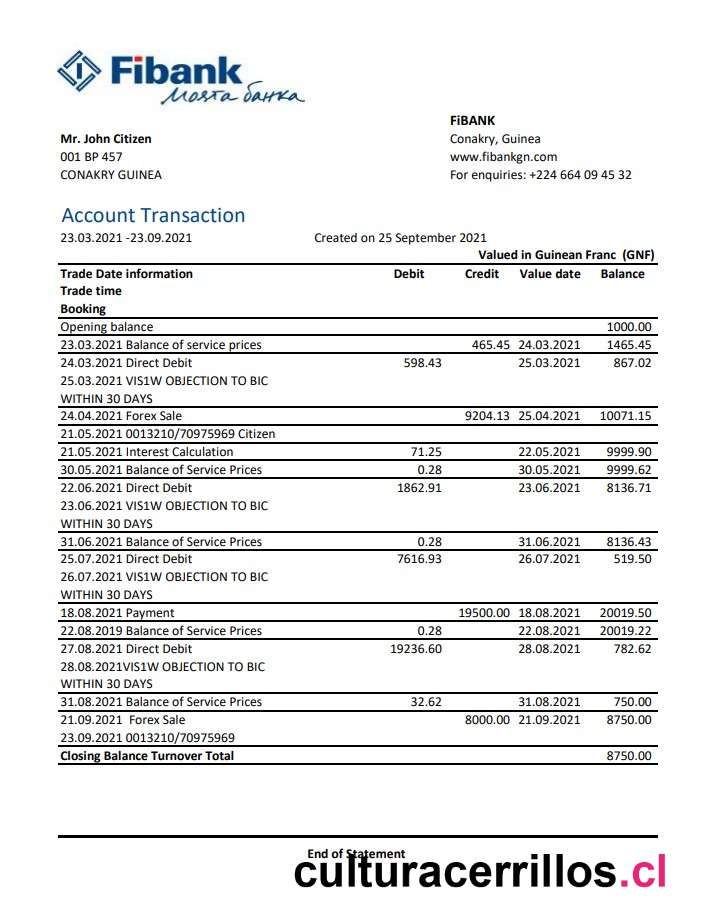 Fibank
Моята банка
FiBANK
Mr. John Citizen Conakry, Guinea
001 BP 457 www.fibankgn.com
CONAKRY GUINEA For enquiries: +224 664 09 45 32
Account Transaction
23.03.2021 -23.09.2021 Created on 25 September 2021
Valued in Guinean Franc (GNF)
Trade Date information Debit Credit Value date Balance
Trade time
Booking
Opening balance 1000.00
23.03.2021 Balance of service prices 465.45 24.03.2021 1465.45
24.03.2021 Direct Debit 598.43 25.03.2021 867.02
25.03.2021 VIS1W OBJECTION TO BIC
WITHIN 30 DAYS
24.04.2021 Forex Sale 9204.13 25.04.2021 10071.15
21.05.2021 0013210/70975969 Citizen
21.05.2021 Interest Calculation 71.25 22.05.2021 9999.90
30.05.2021 Balance of Service Prices 0.28 30.05.2021 9999.62
22.06.2021 Direct Debit 1862.91 23.06.2021 8136.71
23.06.2021 VIS1W OBJECTION TO BIC
WITHIN 30 DAYS
31.06.2021 Balance of Service Prices 0.28 31.06.2021 8136.43
25.07.2021 Direct Debit 7616.93 26.07.2021 519.50
26.07.2021 VIS1W OBJECTION TO BIC
WITHIN 30 DAYS
18.08.2021 Payment 19500.00 18.08.2021 20019.50
22.08.2019 Balance of Service Prices 0.28 22.08.2021 20019.22
27.08.2021 Direct Debit 19236.60 28.08.2021 782.62
28.08.2021VIS1W OBJECTION TO BIC
WITHIN 30 DAYS
31.08.2021 Balance of Service Prices 32.62 31.08.2021 750.00
21.09.2021 Forex Sale 8000.00 21.09.2021 8750.00
23.09.2021 0013210/70975969
Closing Balance Turnover Total 8750.00
End of Statement
culturacerrillos.cl